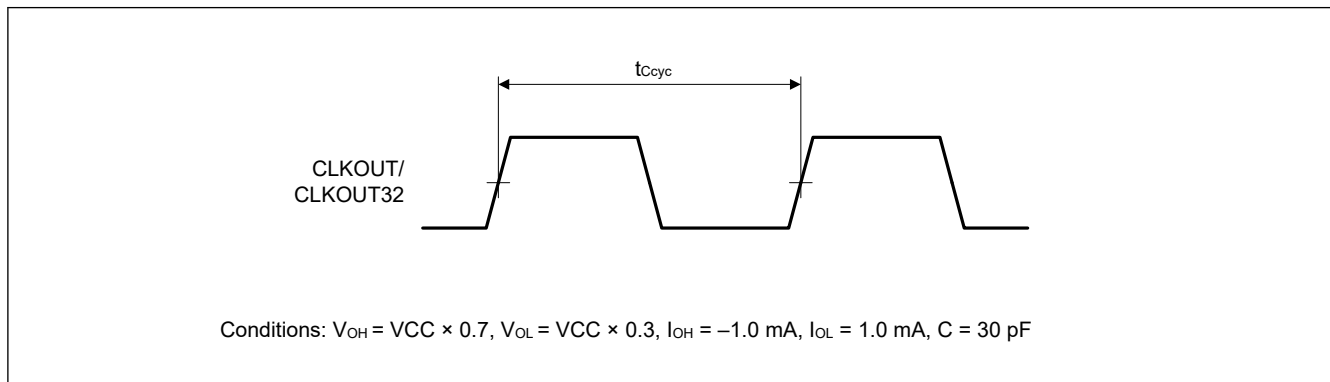 tCcyc
CLKOUT/
CLKOUT32
Conditions: VOH = VCC × 0.7, VOL = VCC × 0.3, IOH = –1.0 mA, IOL = 1.0 mA, C = 30 pF